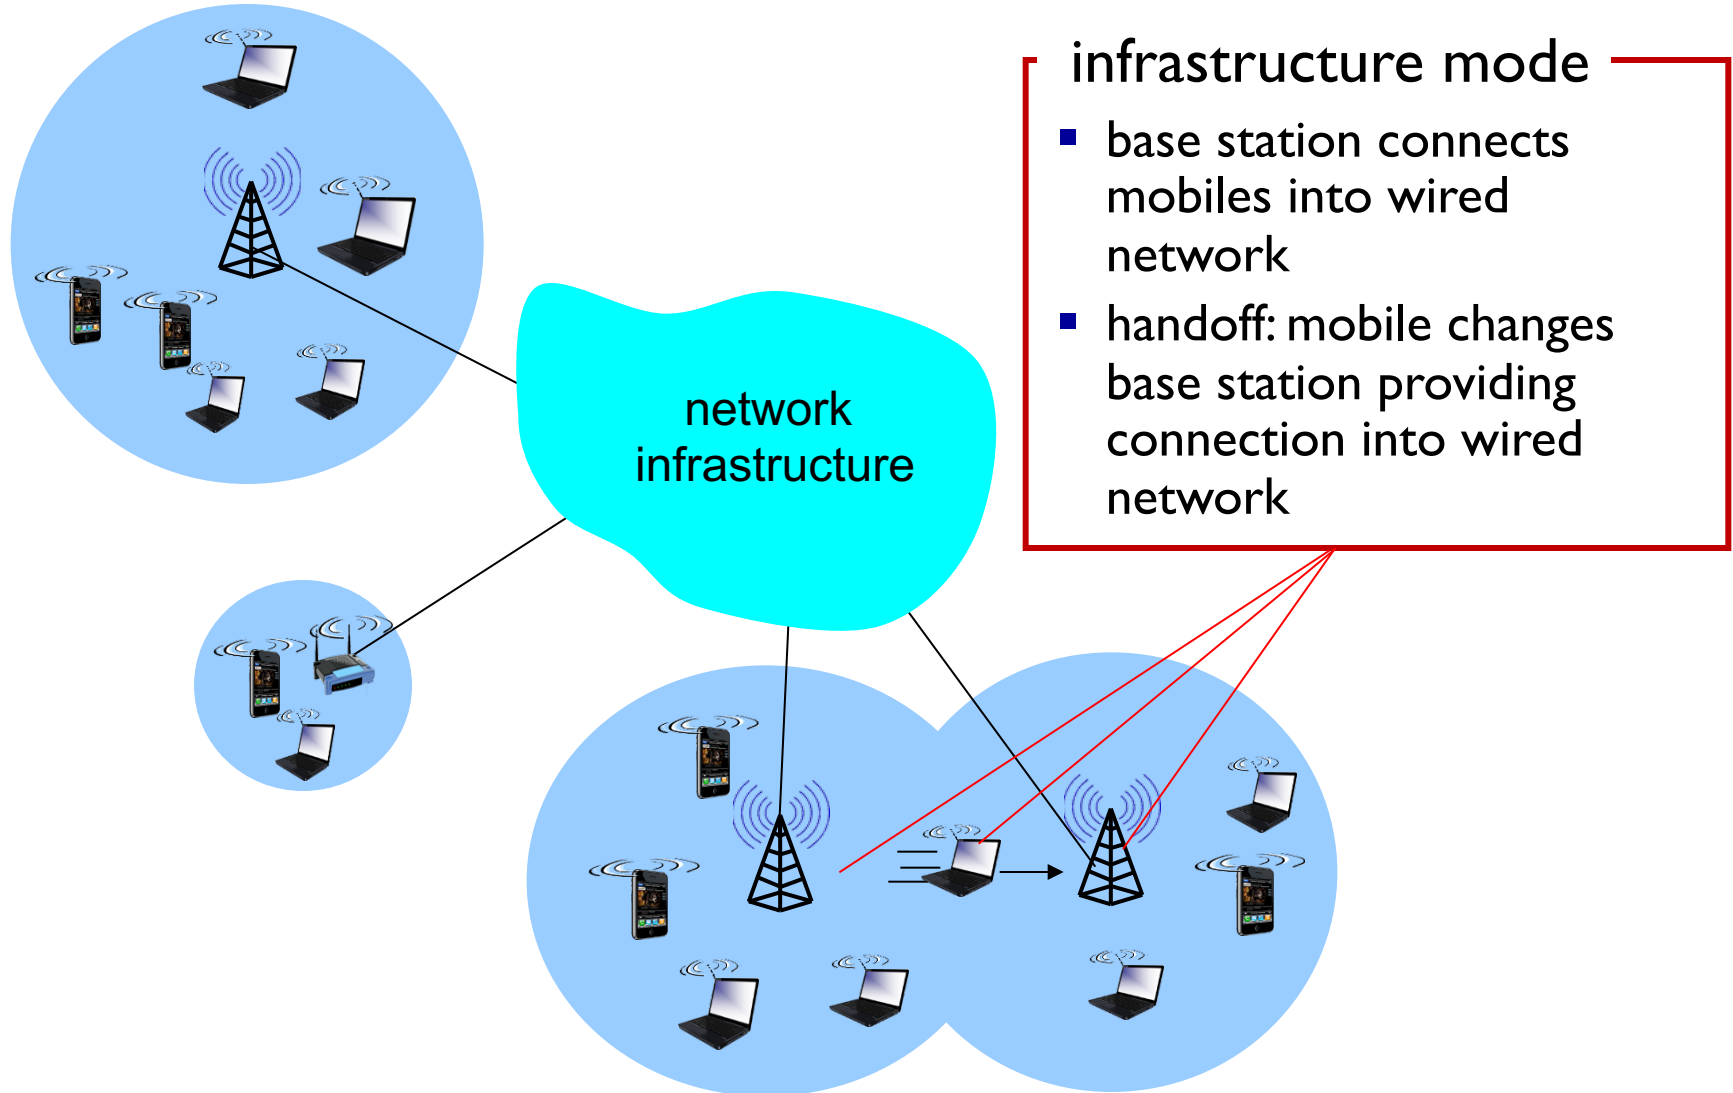 infrastructure mode
base station connects
mobiles into wired
network
handoff: mobile changes
base station providing
connection into wired
network
network
infrastructure